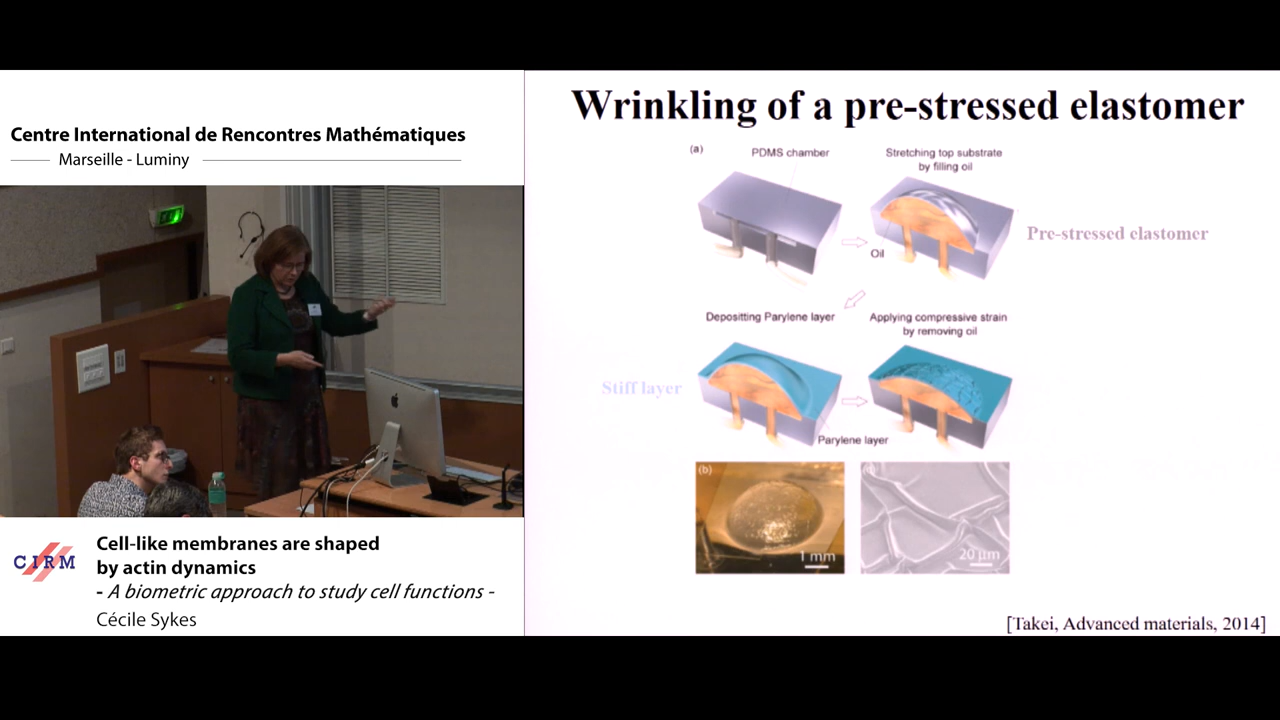 Centre International de Rencontres Mathématiques
Marseille - Luminy
CIRM
Cell-like membranes are shaped
by actin dynamics
- A biometric approach to study cell functions -
Cécile Sykes
Wrinkling of a pre-stressed elastomer
(a)
PDMS chamber
Stretching top substrate
by filling oil
Oil
Pre-stressed elastomer
Depositting Parylene layer
Applying compressive strain
by removing oil
Stiff layer
Parylene layer
(b)
1 mm
(c)
20 μm
[Takei, Advanced materials, 2014]